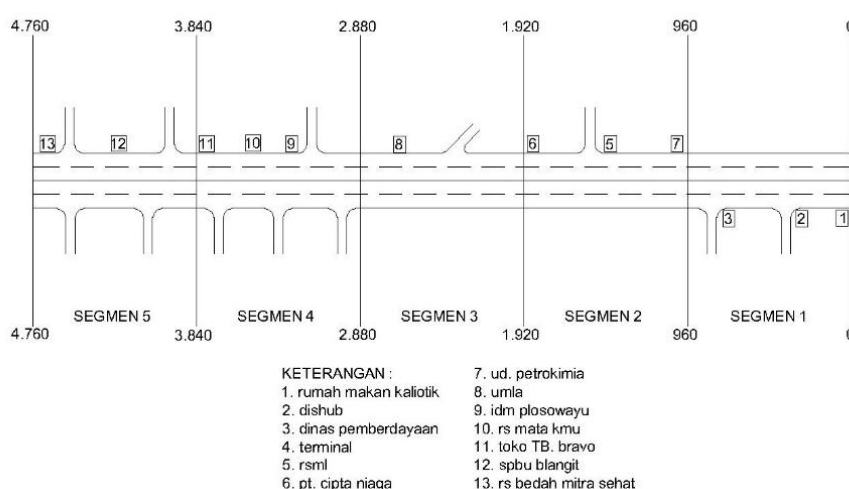 4.760 3.840 2.880 1.920 960
13 12 11 10 9 8 6 5 7
3 2 1
SEGMEN 5 SEGMEN 4 SEGMEN 3 SEGMEN 2 SEGMEN 1
4.760 3.840 2.880 1.920 960
KETERANGAN :
1. rumah makan kaliotik
2. dishub
3. dinas pemberdayaan
4. terminal
5. rsml
6. pt. cipta niaga
7. ud. petrokimia
8. umla
9. idm plosowayu
10. rs mata kmu
11. toko TB. bravo
12. spbu blangit
13. rs bedah mitra sehat